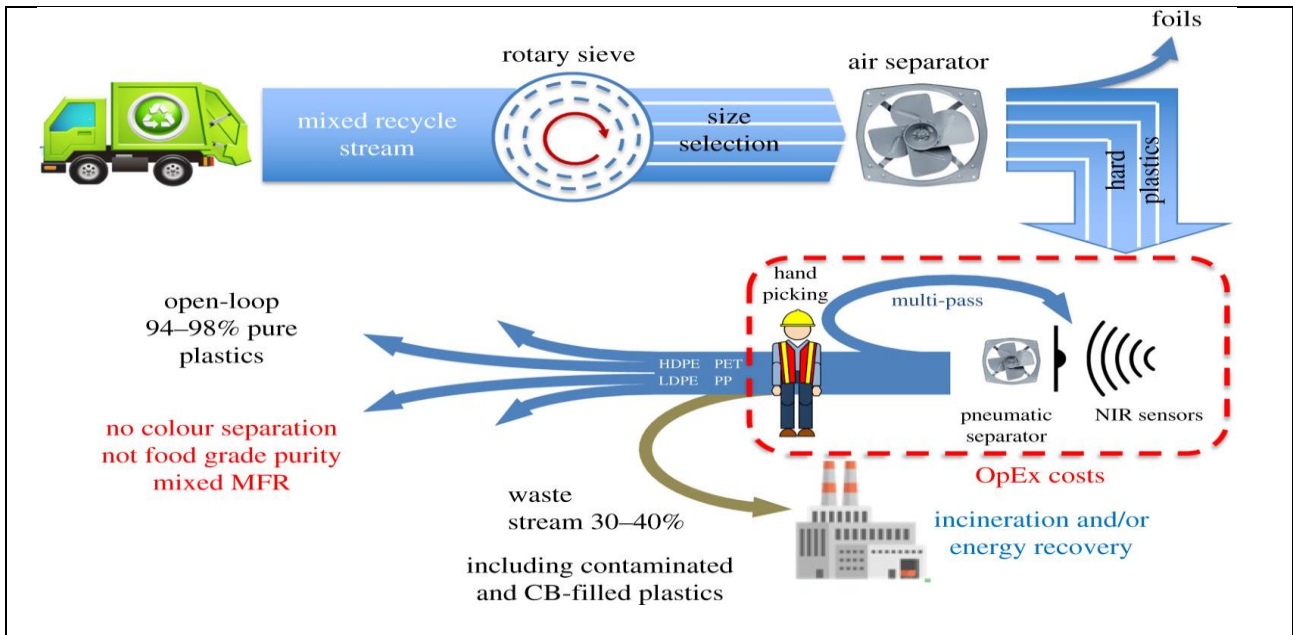 foils
rotary sieve
air separator
mixed recycle
stream
size
selection
hard
plastics
hand
picking
multi-pass
open-loop
94–98% pure
plastics
HDPE PET
LDPE PP
pneumatic
separator
NIR sensors
no colour separation
not food grade purity
mixed MFR
OpEx costs
waste
stream 30–40%
incineration and/or
energy recovery
including contaminated
and CB-filled plastics